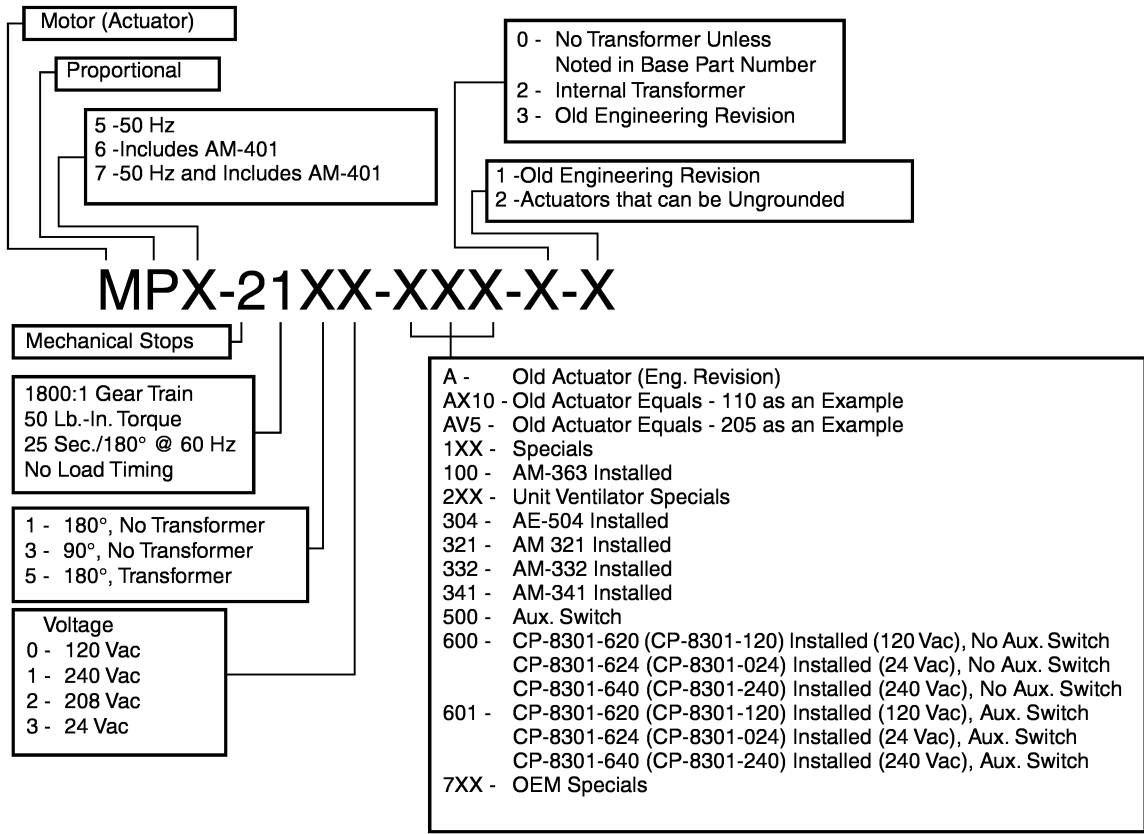 Motor (Actuator)
Proportional
5 -50 Hz
6 -Includes AM-401
7 -50 Hz and Includes AM-401
0 - No Transformer Unless
Noted in Base Part Number
2 - Internal Transformer
3 - Old Engineering Revision
1 -Old Engineering Revision
2 -Actuators that can be Ungrounded
MPX-21XX-XXX-X-X
Mechanical Stops
1800:1 Gear Train
50 Lb.-In. Torque
25 Sec./180° @ 60 Hz
No Load Timing
1 - 180°, No Transformer
3 - 90°, No Transformer
5 - 180°, Transformer
Voltage
0 - 120 Vac
1 - 240 Vac
2 - 208 Vac
3 - 24 Vac
A - Old Actuator (Eng. Revision)
AX10 - Old Actuator Equals - 110 as an Example
AV5 - Old Actuator Equals - 205 as an Example
1XX - Specials
100 - AM-363 Installed
2XX - Unit Ventilator Specials
304 - AE-504 Installed
321 - AM 321 Installed
332 - AM-332 Installed
341 - AM-341 Installed
500 - Aux. Switch
600 - CP-8301-620 (CP-8301-120) Installed (120 Vac), No Aux. Switch
CP-8301-624 (CP-8301-024) Installed (24 Vac), No Aux. Switch
CP-8301-640 (CP-8301-240) Installed (240 Vac), No Aux. Switch
601 - CP-8301-620 (CP-8301-120) Installed (120 Vac), Aux. Switch
CP-8301-624 (CP-8301-024) Installed (24 Vac), Aux. Switch
CP-8301-640 (CP-8301-240) Installed (240 Vac), Aux. Switch
7XX - OEM Specials